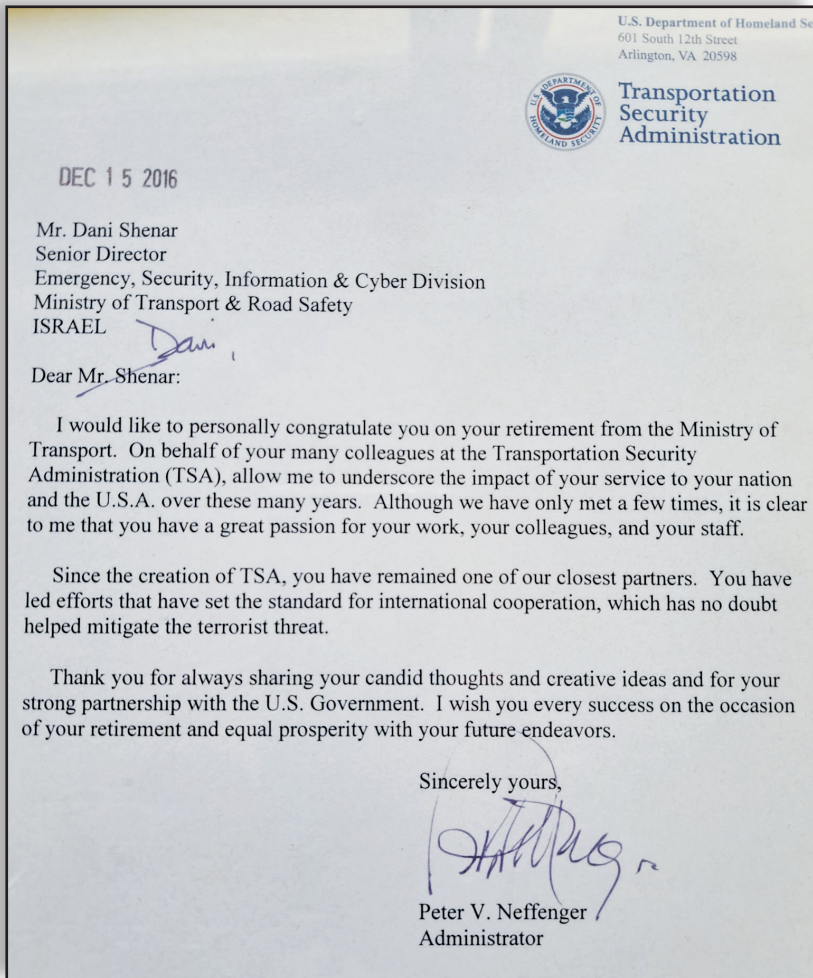 U.S. Department of Homeland Se
601 South 12th Street
Arlington, VA 20598
U.S. DEPARTMENT OF HOMELAND SECURITY
Transportation
Security
Administration
DEC 15 2016
Mr. Dani Shenar
Senior Director
Emergency, Security, Information & Cyber Division
Ministry of Transport & Road Safety
ISRAEL
Dani,
Dear Mr. Shenar:
I would like to personally congratulate you on your retirement from the Ministry of
Transport. On behalf of your many colleagues at the Transportation Security
Administration (TSA), allow me to underscore the impact of your service to your nation
and the U.S.A. over these many years. Although we have only met a few times, it is clear
to me that you have a great passion for your work, your colleagues, and your staff.
Since the creation of TSA, you have remained one of our closest partners. You have
led efforts that have set the standard for international cooperation, which has no doubt
helped mitigate the terrorist threat.
Thank you for always sharing your candid thoughts and creative ideas and for your
strong partnership with the U.S. Government. I wish you every success on the occasion
of your retirement and equal prosperity with your future endeavors.
Sincerely yours,
Peter V. Neffenger
Administrator